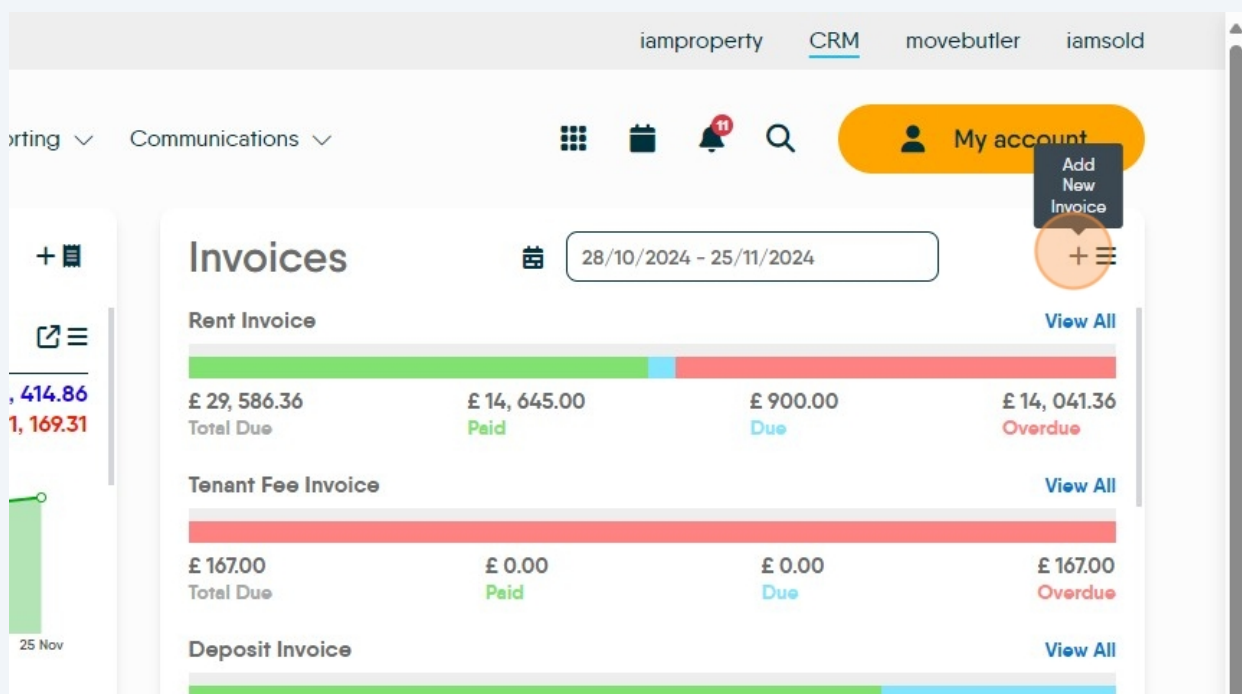 iamproperty CRM movebutler iamsold
orting Communications 11 My account
Add
New
Invoice
Invoices 28/10/2024 - 25/11/2024
Rent Invoice View All
, 414.86
1, 169.31
£ 29, 586.36 £ 14, 645.00 £ 900.00 £ 14, 041.36
Total Due Paid Due Overdue
Tenant Fee Invoice View All
£ 167.00 £ 0.00 £ 0.00 £ 167.00
Total Due Paid Due Overdue
25 Nov
Deposit Invoice View All